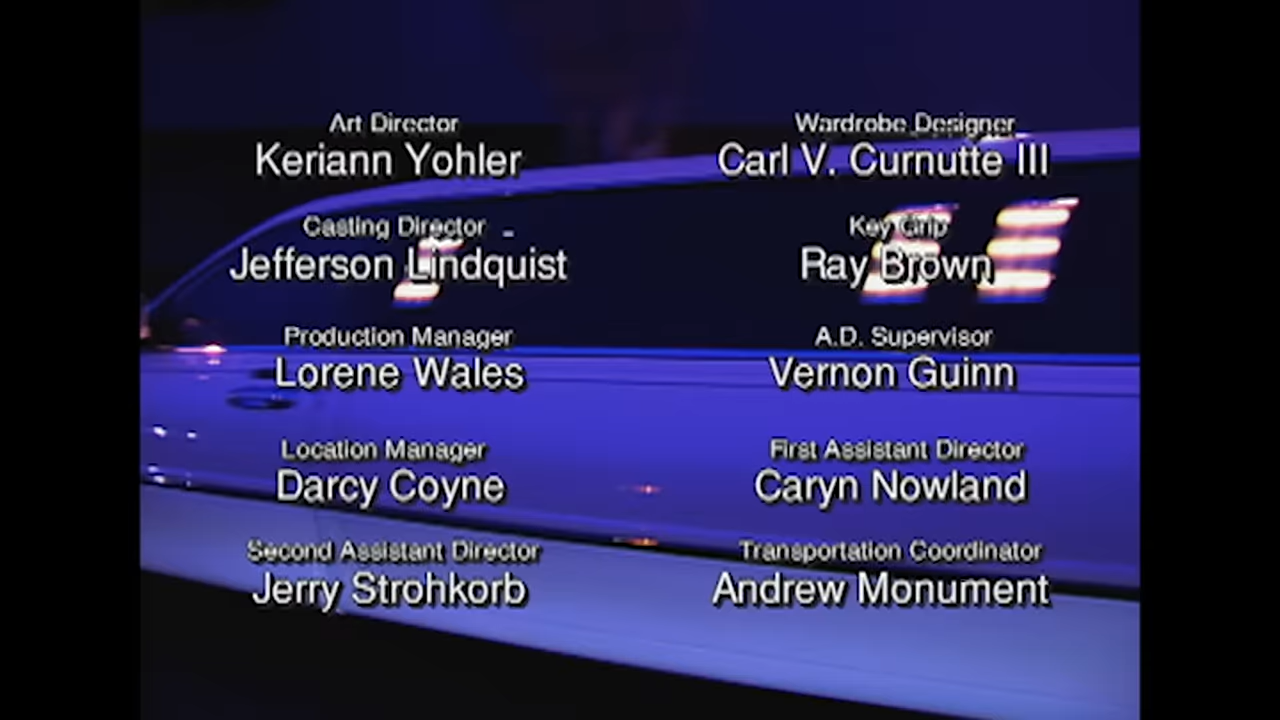 Art Director
Keriann Yohler
Casting Director
Jefferson Lindquist
Production Manager
Lorene Wales
Location Manager
Darcy Coyne
Second Assistant Director
Jerry Strohkorb
Wardrobe Designer
Carl V. Curnutte III
Key Grip
Ray Brown
A.D. Supervisor
Vernon Guinn
First Assistant Director
Caryn Nowland
Transportation Coordinator
Andrew Monument